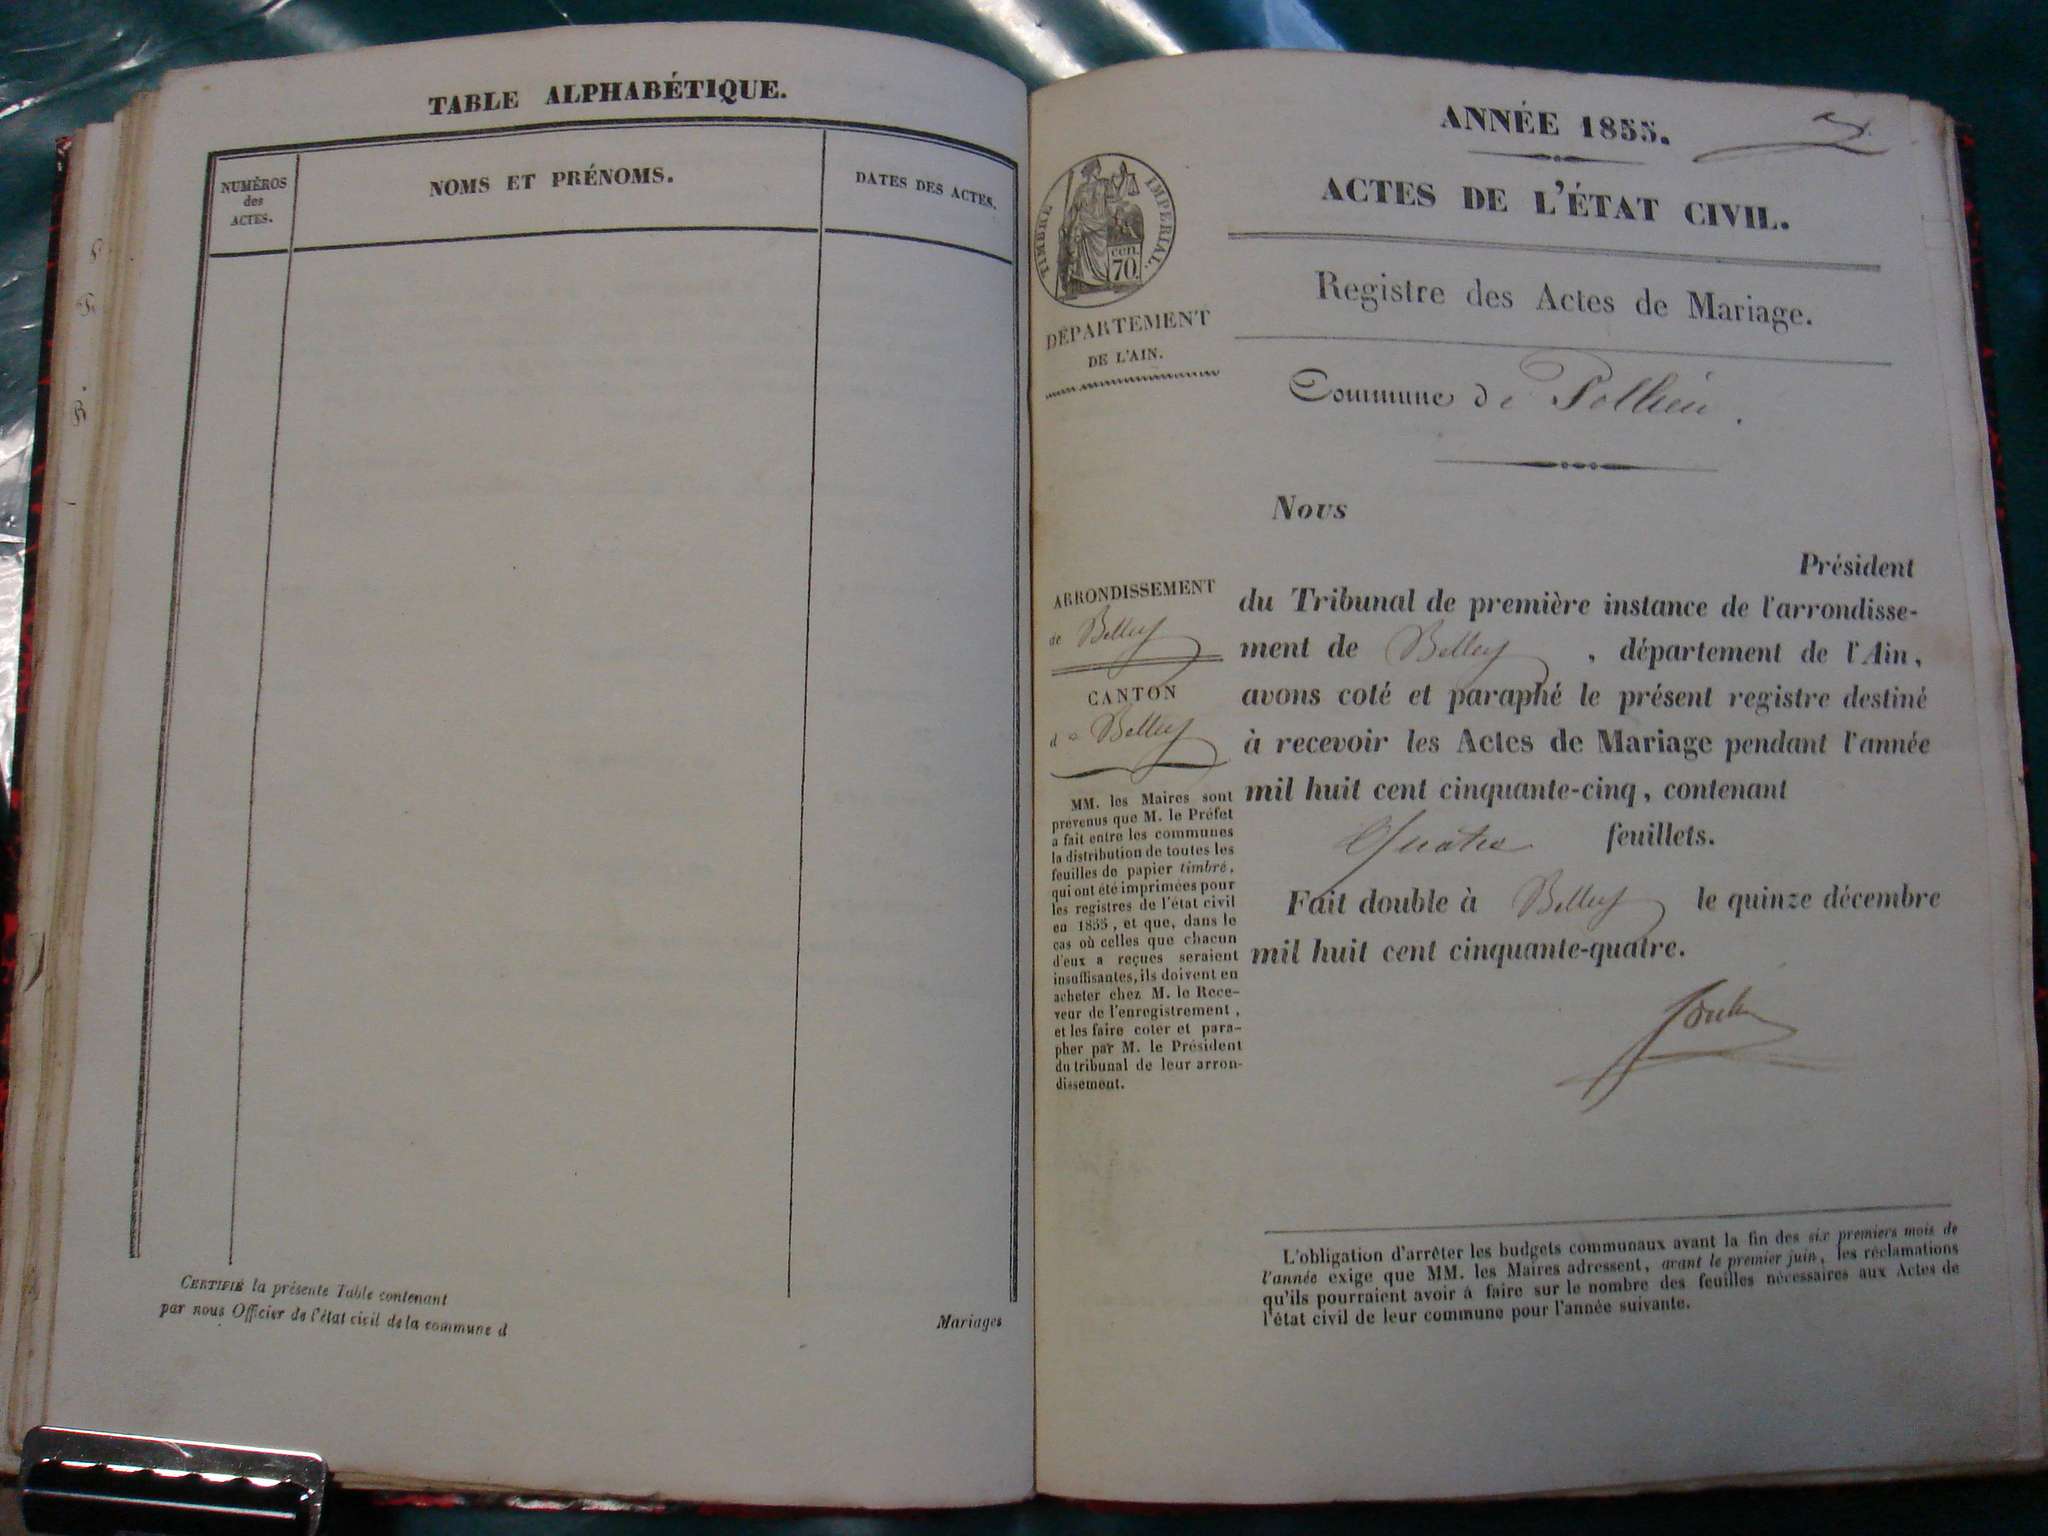 TABLE ALPHABÉTIQUE.
NUMÉROS
des
ACTES.
NOMS ET PRÉNOMS.
DATES DES ACTES.
CERTIFIÉ la présente Table contenant
par nous Officier de l'état civil de la commune d
Mariages
ANNÉE 1855.
ACTES DE L'ÉTAT CIVIL.
TIMBRE IMPÉRIAL.
cen.
70.
Registre des Actes de Mariage.
DÉPARTEMENT
DE L'AIN.
Commune de Pollieu.
Nous
Président
ARRONDISSEMENT
de Belley
CANTON
de Belley
du Tribunal de première instance de l'arrondisse-
ment de Belley, département de l'Ain,
avons coté et paraphé le présent registre destiné
à recevoir les Actes de Mariage pendant l'année
mil huit cent cinquante-cinq, contenant
Quatre feuillets.
Fait double à Belley le quinze décembre
mil huit cent cinquante-quatre.
MM. les Maires sont
prévenus que M. le Préfet
a fait entre les communes
la distribution de toutes les
feuilles de papier timbré,
qui ont été imprimées pour
les registres de l'état civil
en 1855, et que, dans le
cas où celles que chacun
d'eux a reçues seraient
insuffisantes, ils doivent en
acheter chez M. le Rece-
veur de l'enregistrement,
et les faire coter et para-
pher par M. le Président
du tribunal de leur arron-
dissement.
L'obligation d'arrêter les budgets communaux avant la fin des six premiers mois de
l'année exige que MM. les Maires adressent, avant le premier juin, les réclamations
qu'ils pourraient avoir à faire sur le nombre des feuilles nécessaires aux Actes de
l'état civil de leur commune pour l'année suivante.